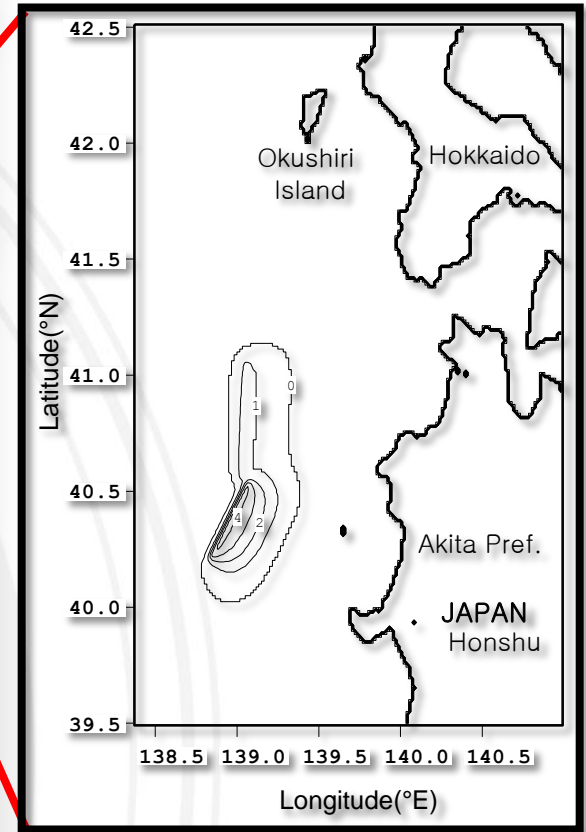 42.5
42.0
Okushiri
Island
Hokkaido
41.5
Latitude(°N)
41.0
0
1
40.5
4
2
Akita Pref.
40.0
JAPAN
Honshu
39.5
138.5 139.0 139.5 140.0 140.5
Longitude(°E)